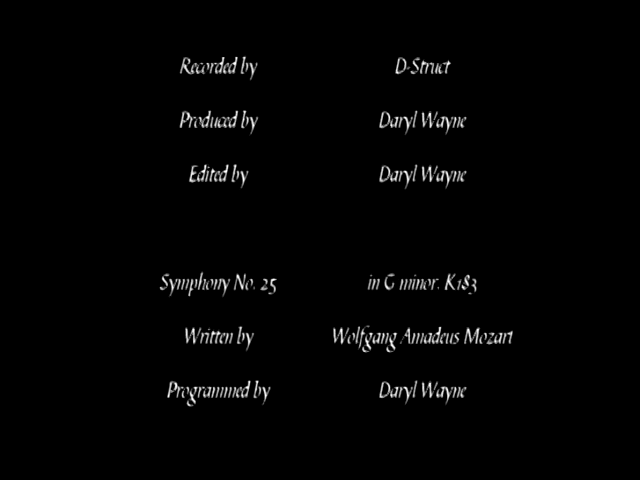 Recorded by D-Struct
Produced by Daryl Wayne
Edited by Daryl Wayne
Symphony No. 25 in G minor. K183
Written by Wolfgang Amadeus Mozart
Programmed by Daryl Wayne